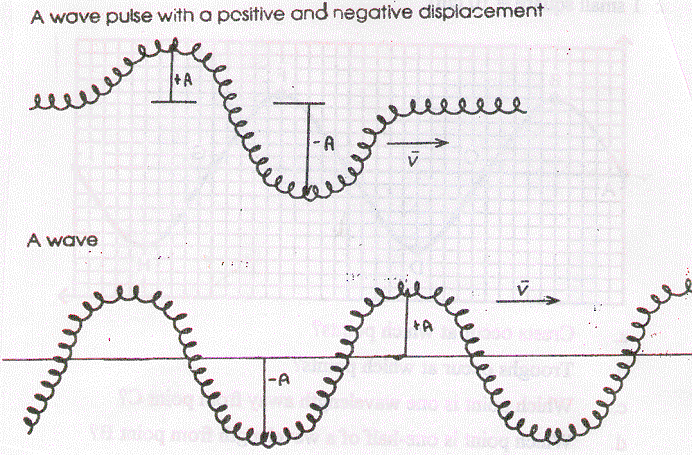 A wave pulse with a positive and negative displacement
+A
-A
v̄
A wave
v̄
+A
-A